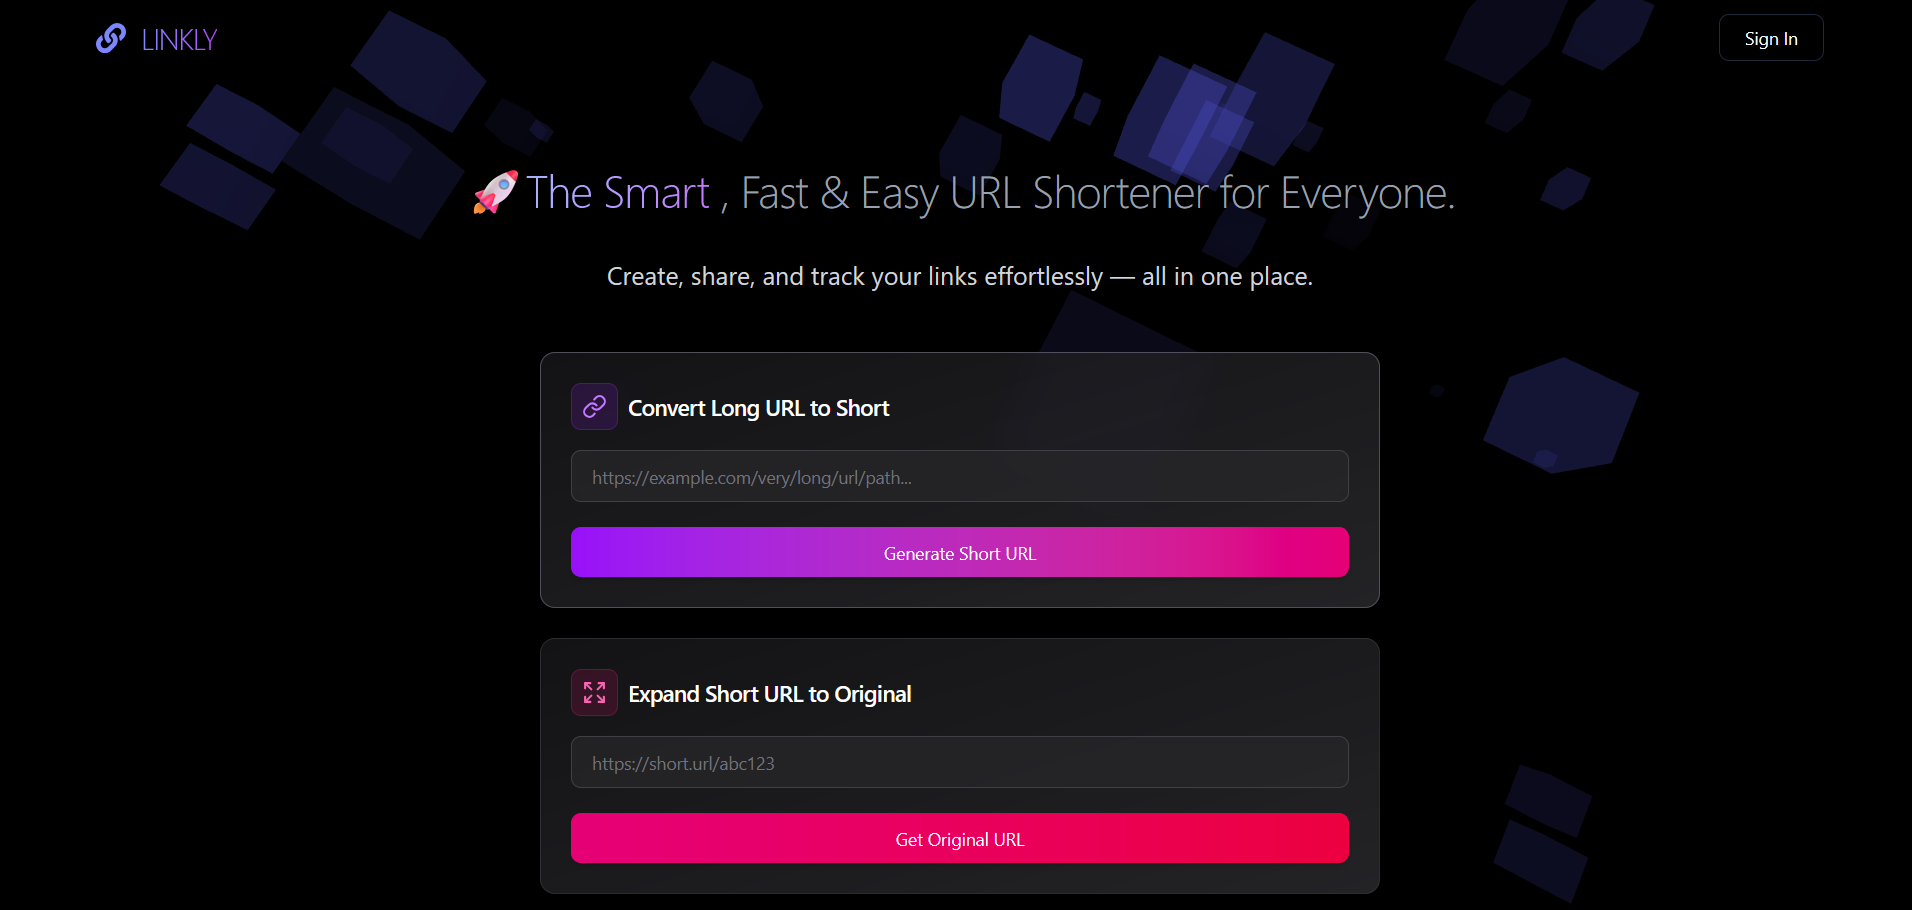 LINKLY
Sign In
🚀 The Smart , Fast & Easy URL Shortener for Everyone.
Create, share, and track your links effortlessly — all in one place.
Convert Long URL to Short
https://example.com/very/long/url/path...
Generate Short URL
Expand Short URL to Original
https://short.url/abc123
Get Original URL